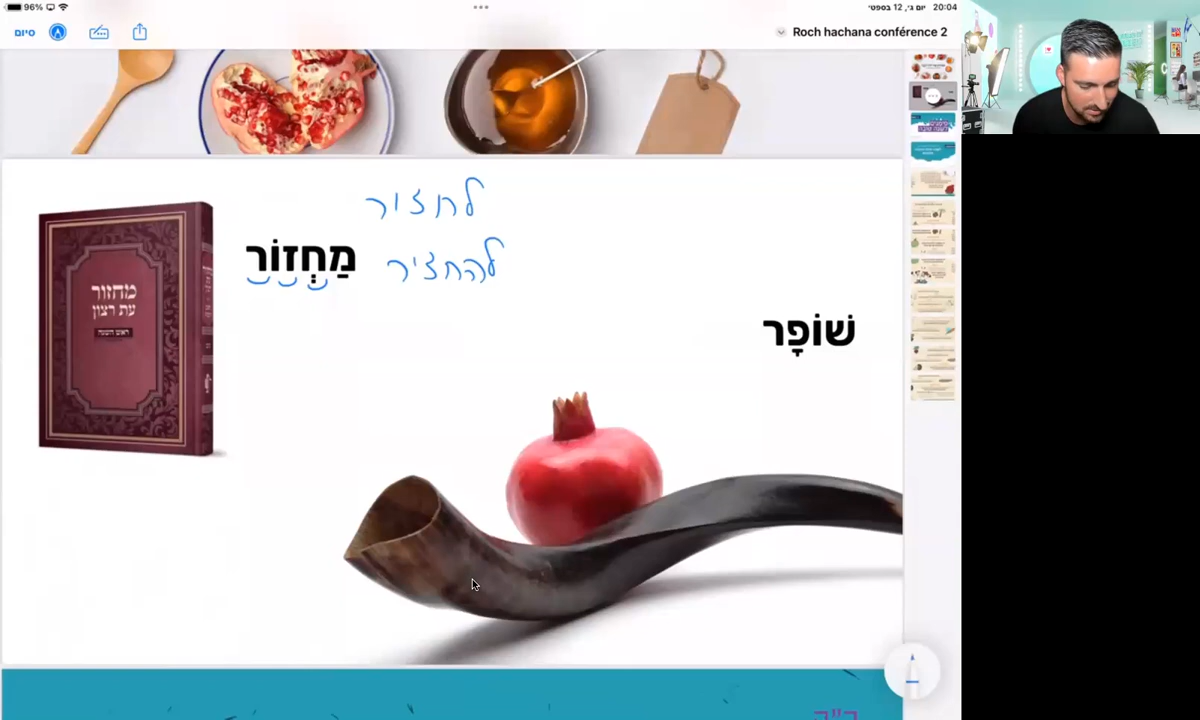 20:04 יום ג׳, 12 בספט׳
96%
Roch hachana conférence 2
סיום
לחזור
מַחְזוֹר
להחזיר
מחזור
עת רצון
ראש השנה
שׁוֹפָר